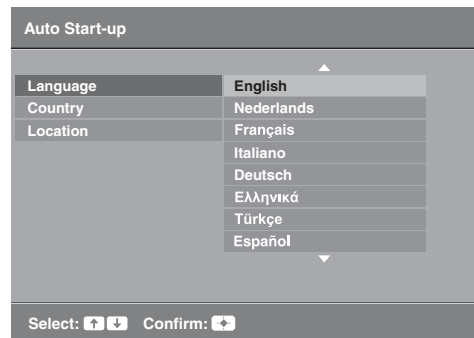 Auto Start-up
Language
Country
Location
English
Nederlands
Français
Italiano
Deutsch
Ελληνικά
Türkçe
Español
Select: Confirm: